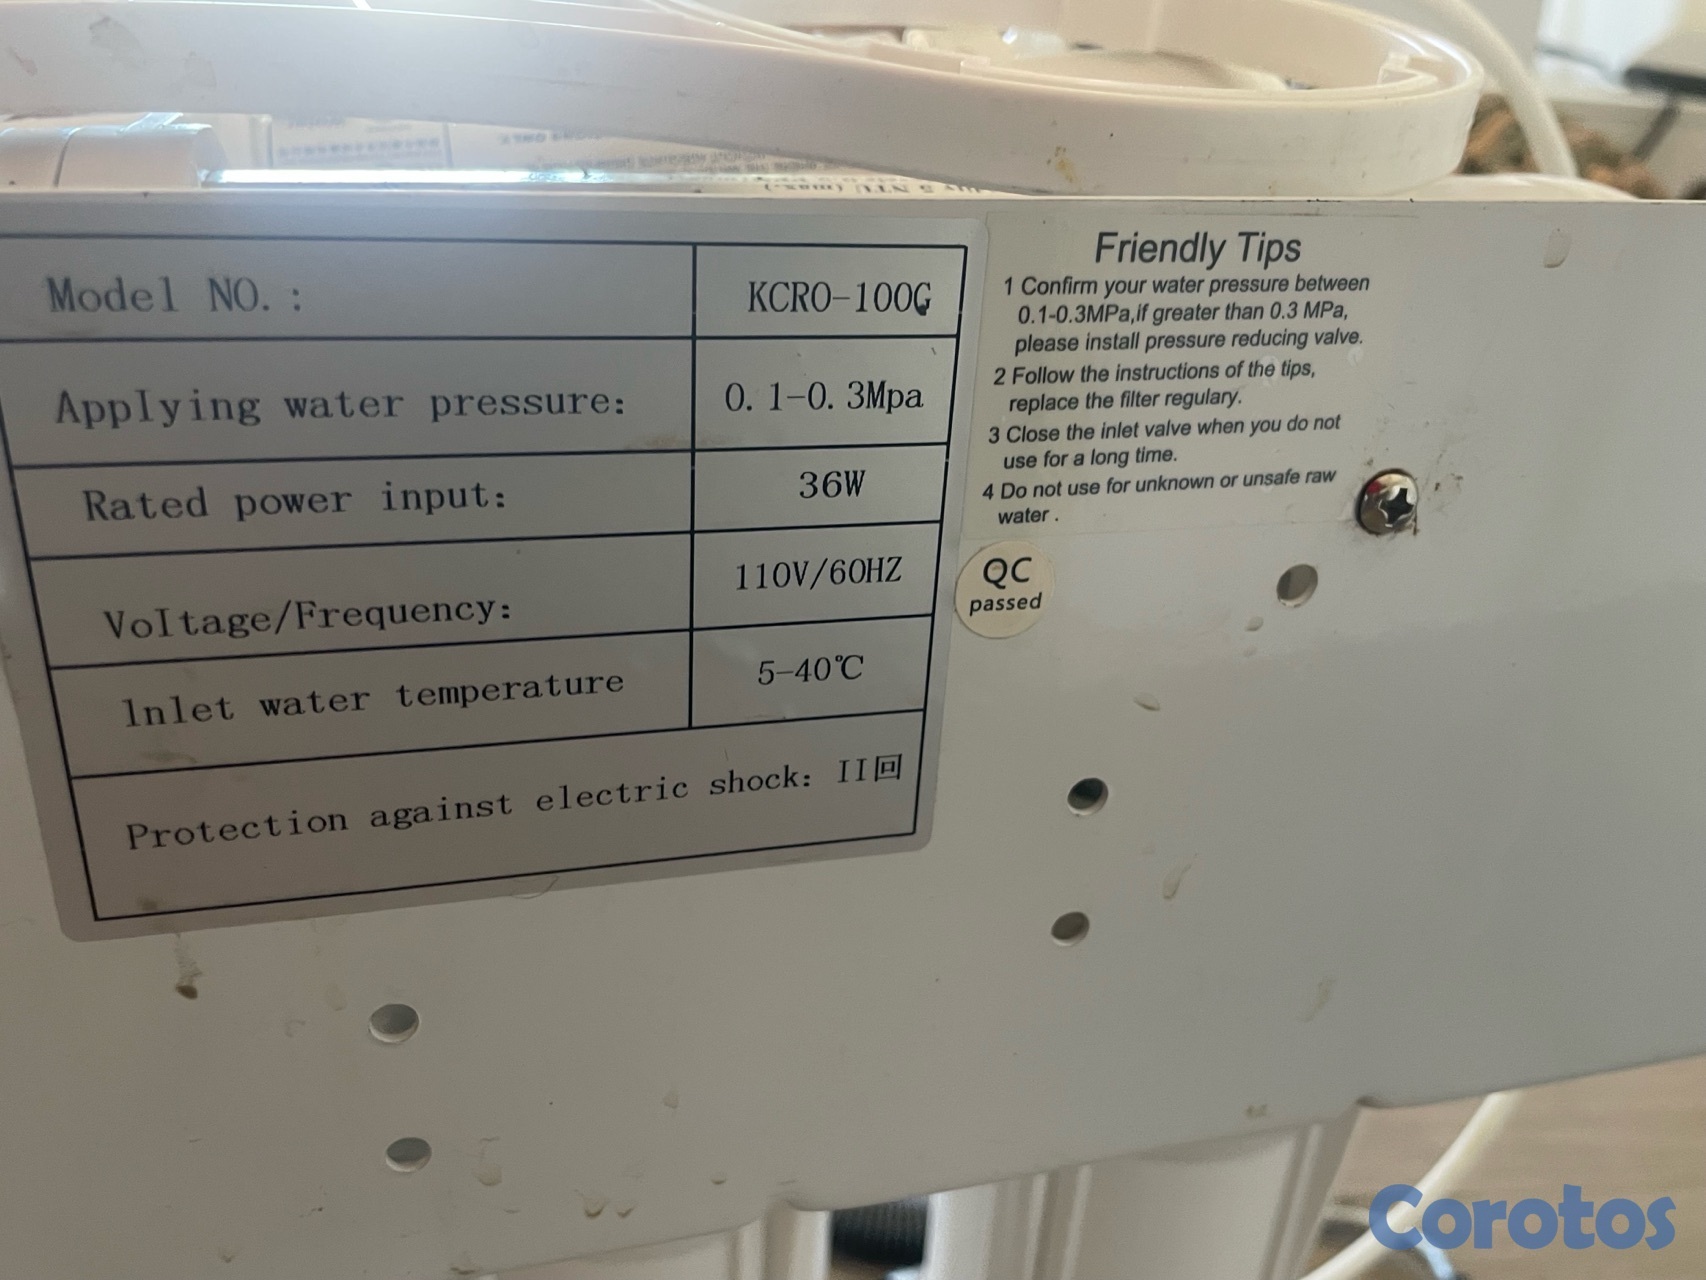 Model NO.: KCRO-100G
Applying water pressure: 0.1-0.3Mpa
Rated power input: 36W
Voltage/Frequency: 110V/60HZ
lnlet water temperature 5-40℃
Protection against electric shock: II回
Friendly Tips
1 Confirm your water pressure between
0.1-0.3MPa,if greater than 0.3 MPa,
please install pressure reducing valve.
2 Follow the instructions of the tips,
replace the filter regulary.
3 Close the inlet valve when you do not
use for a long time.
4 Do not use for unknown or unsafe raw
water .
QC
passed
5 NTU (max.)
Corotos